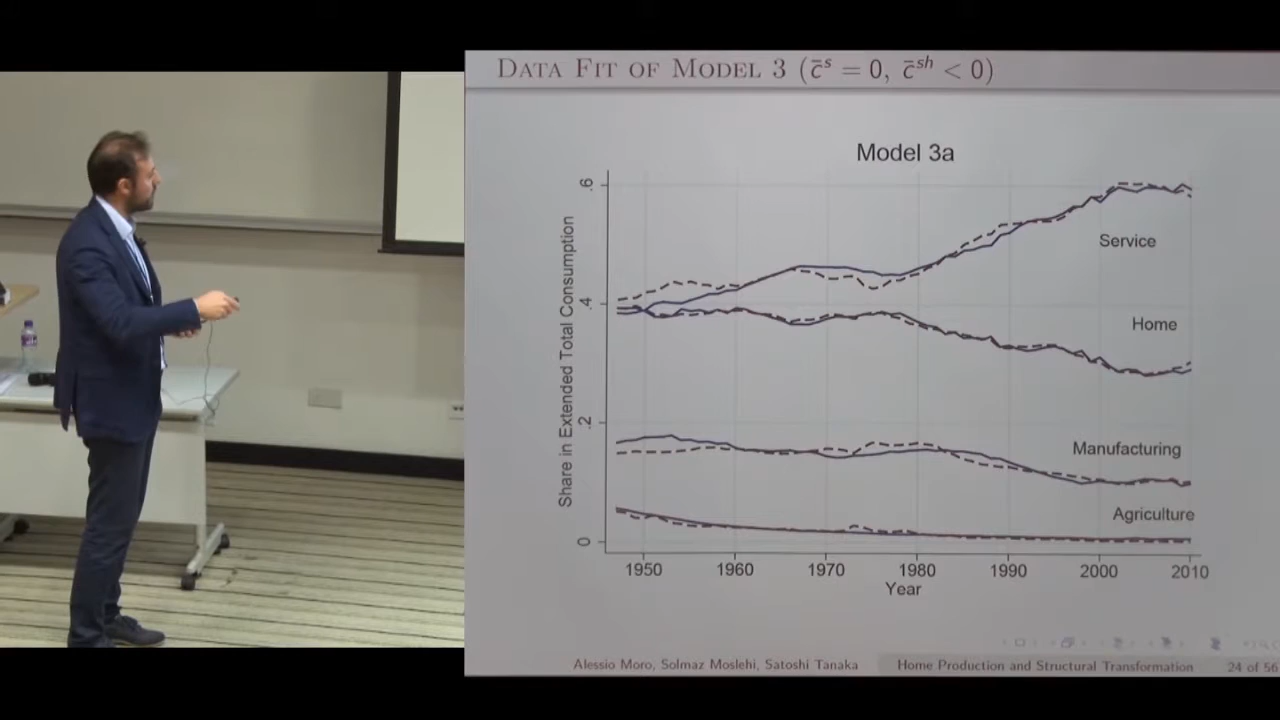 DATA FIT OF MODEL 3 (c̄ˢ = 0, c̄ˢʰ < 0)
Model 3a
Share in Extended Total Consumption
.6
.4
.2
0
Service
Home
Manufacturing
Agriculture
1950 1960 1970 1980 1990 2000 2010
Year
Alessio Moro, Solmaz Moslehi, Satoshi Tanaka Home Production and Structural Transformation 24 of 56